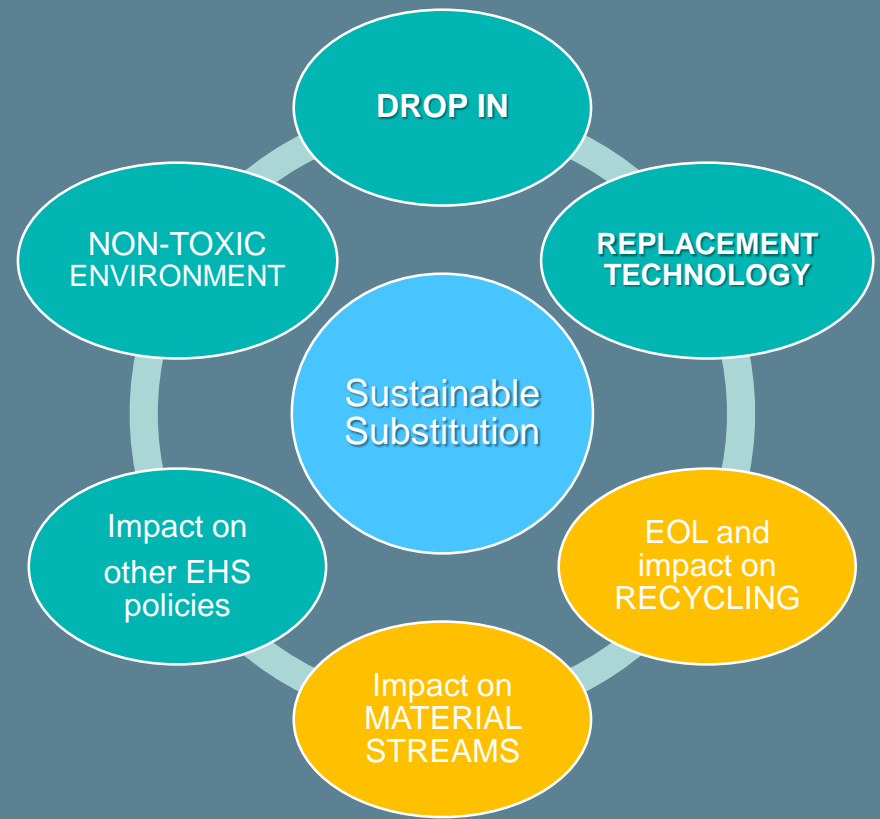 DROP IN
NON-TOXIC
ENVIRONMENT
REPLACEMENT
TECHNOLOGY
Sustainable
Substitution
Impact on
other EHS
policies
EOL and
impact on
RECYCLING
Impact on
MATERIAL
STREAMS